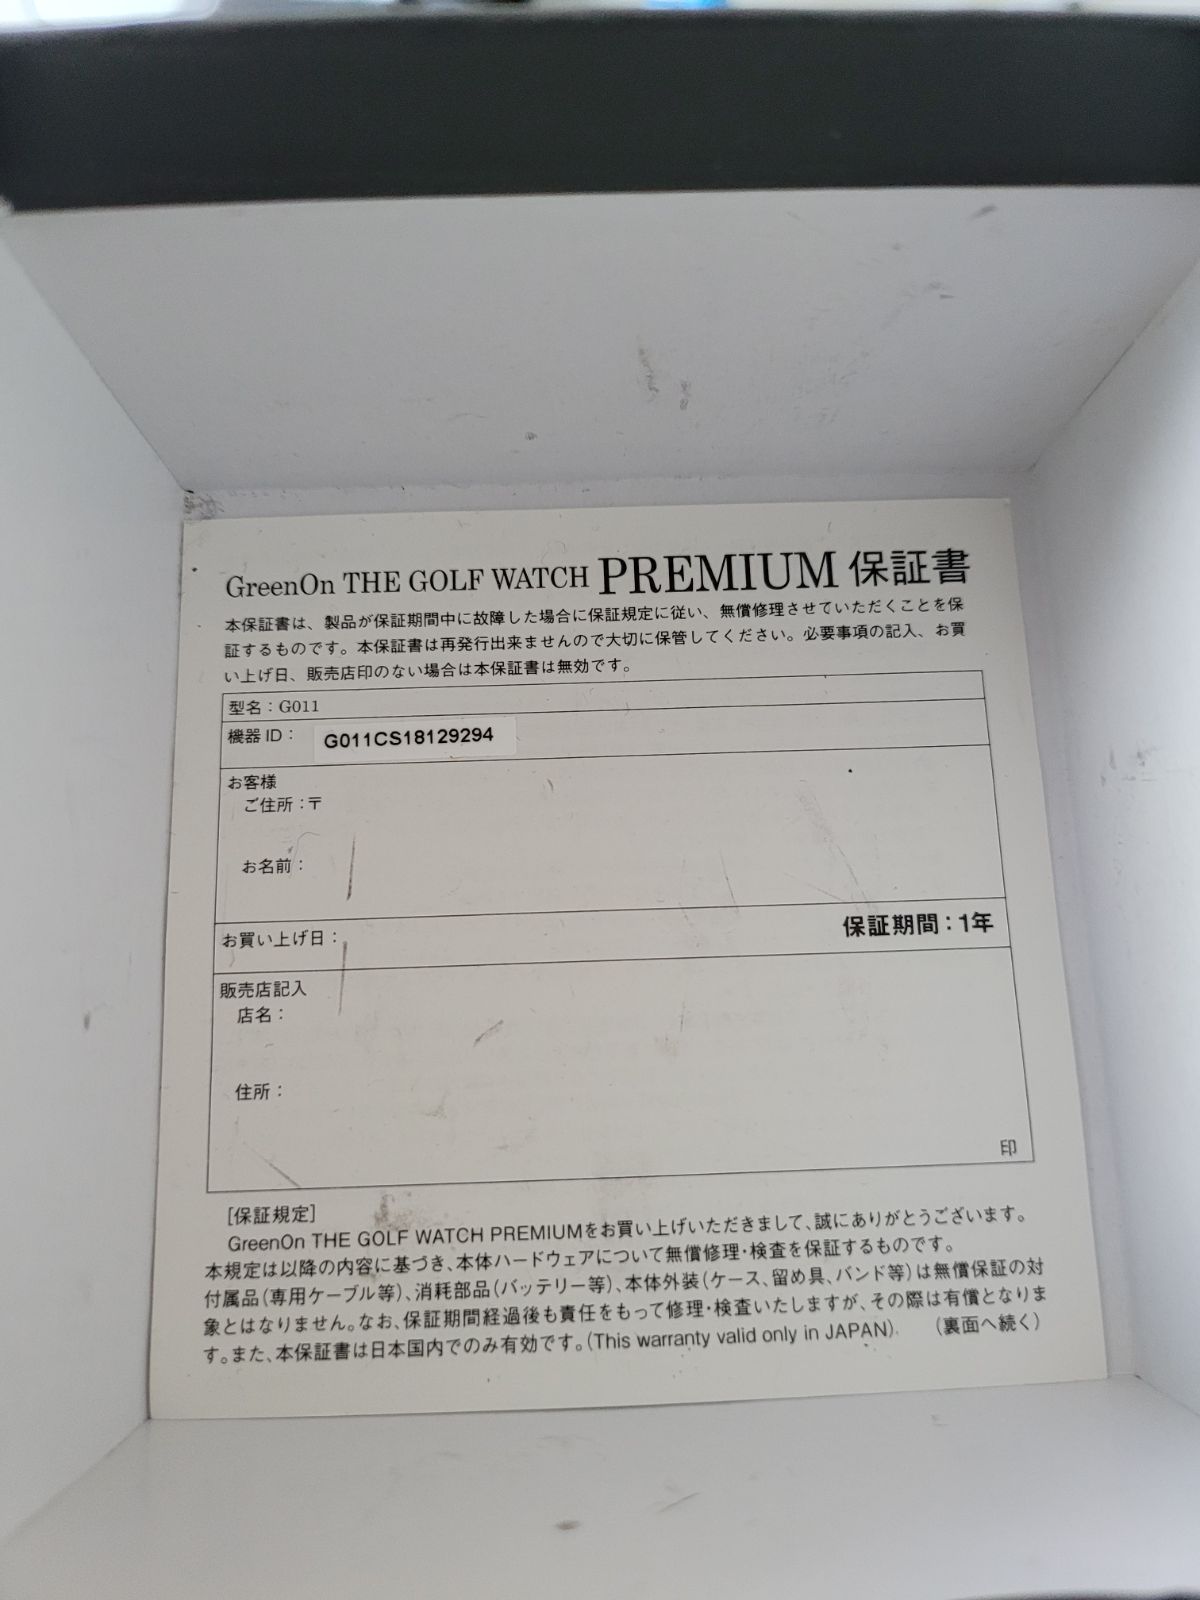 GreenOn THE GOLF WATCH PREMIUM 保証書
本保証書は、製品が保証期間中に故障した場合に保証規定に従い、無償修理させていただくことを保
証するものです。本保証書は再発行出来ませんので大切に保管してください。必要事項の記入、お買
い上げ日、販売店印のない場合は本保証書は無効です。
型名：G011
機器 ID： G011CS18129294
お客様
ご住所：〒
お名前：
お買い上げ日： 保証期間：1年
販売店記入
店名：
住所：
印
[保証規定]
GreenOn THE GOLF WATCH PREMIUMをお買い上げいただきまして、誠にありがとうございます。
本規定は以降の内容に基づき、本体ハードウェアについて無償修理・検査を保証するものです。
付属品（専用ケーブル等）、消耗部品（バッテリー等）、本体外装（ケース、留め具、バンド等）は無償保証の対
象とはなりません。なお、保証期間経過後も責任をもって修理・検査いたしますが、その際は有償となりま
す。また、本保証書は日本国内でのみ有効です。（This warranty valid only in JAPAN）. （裏面へ続く）